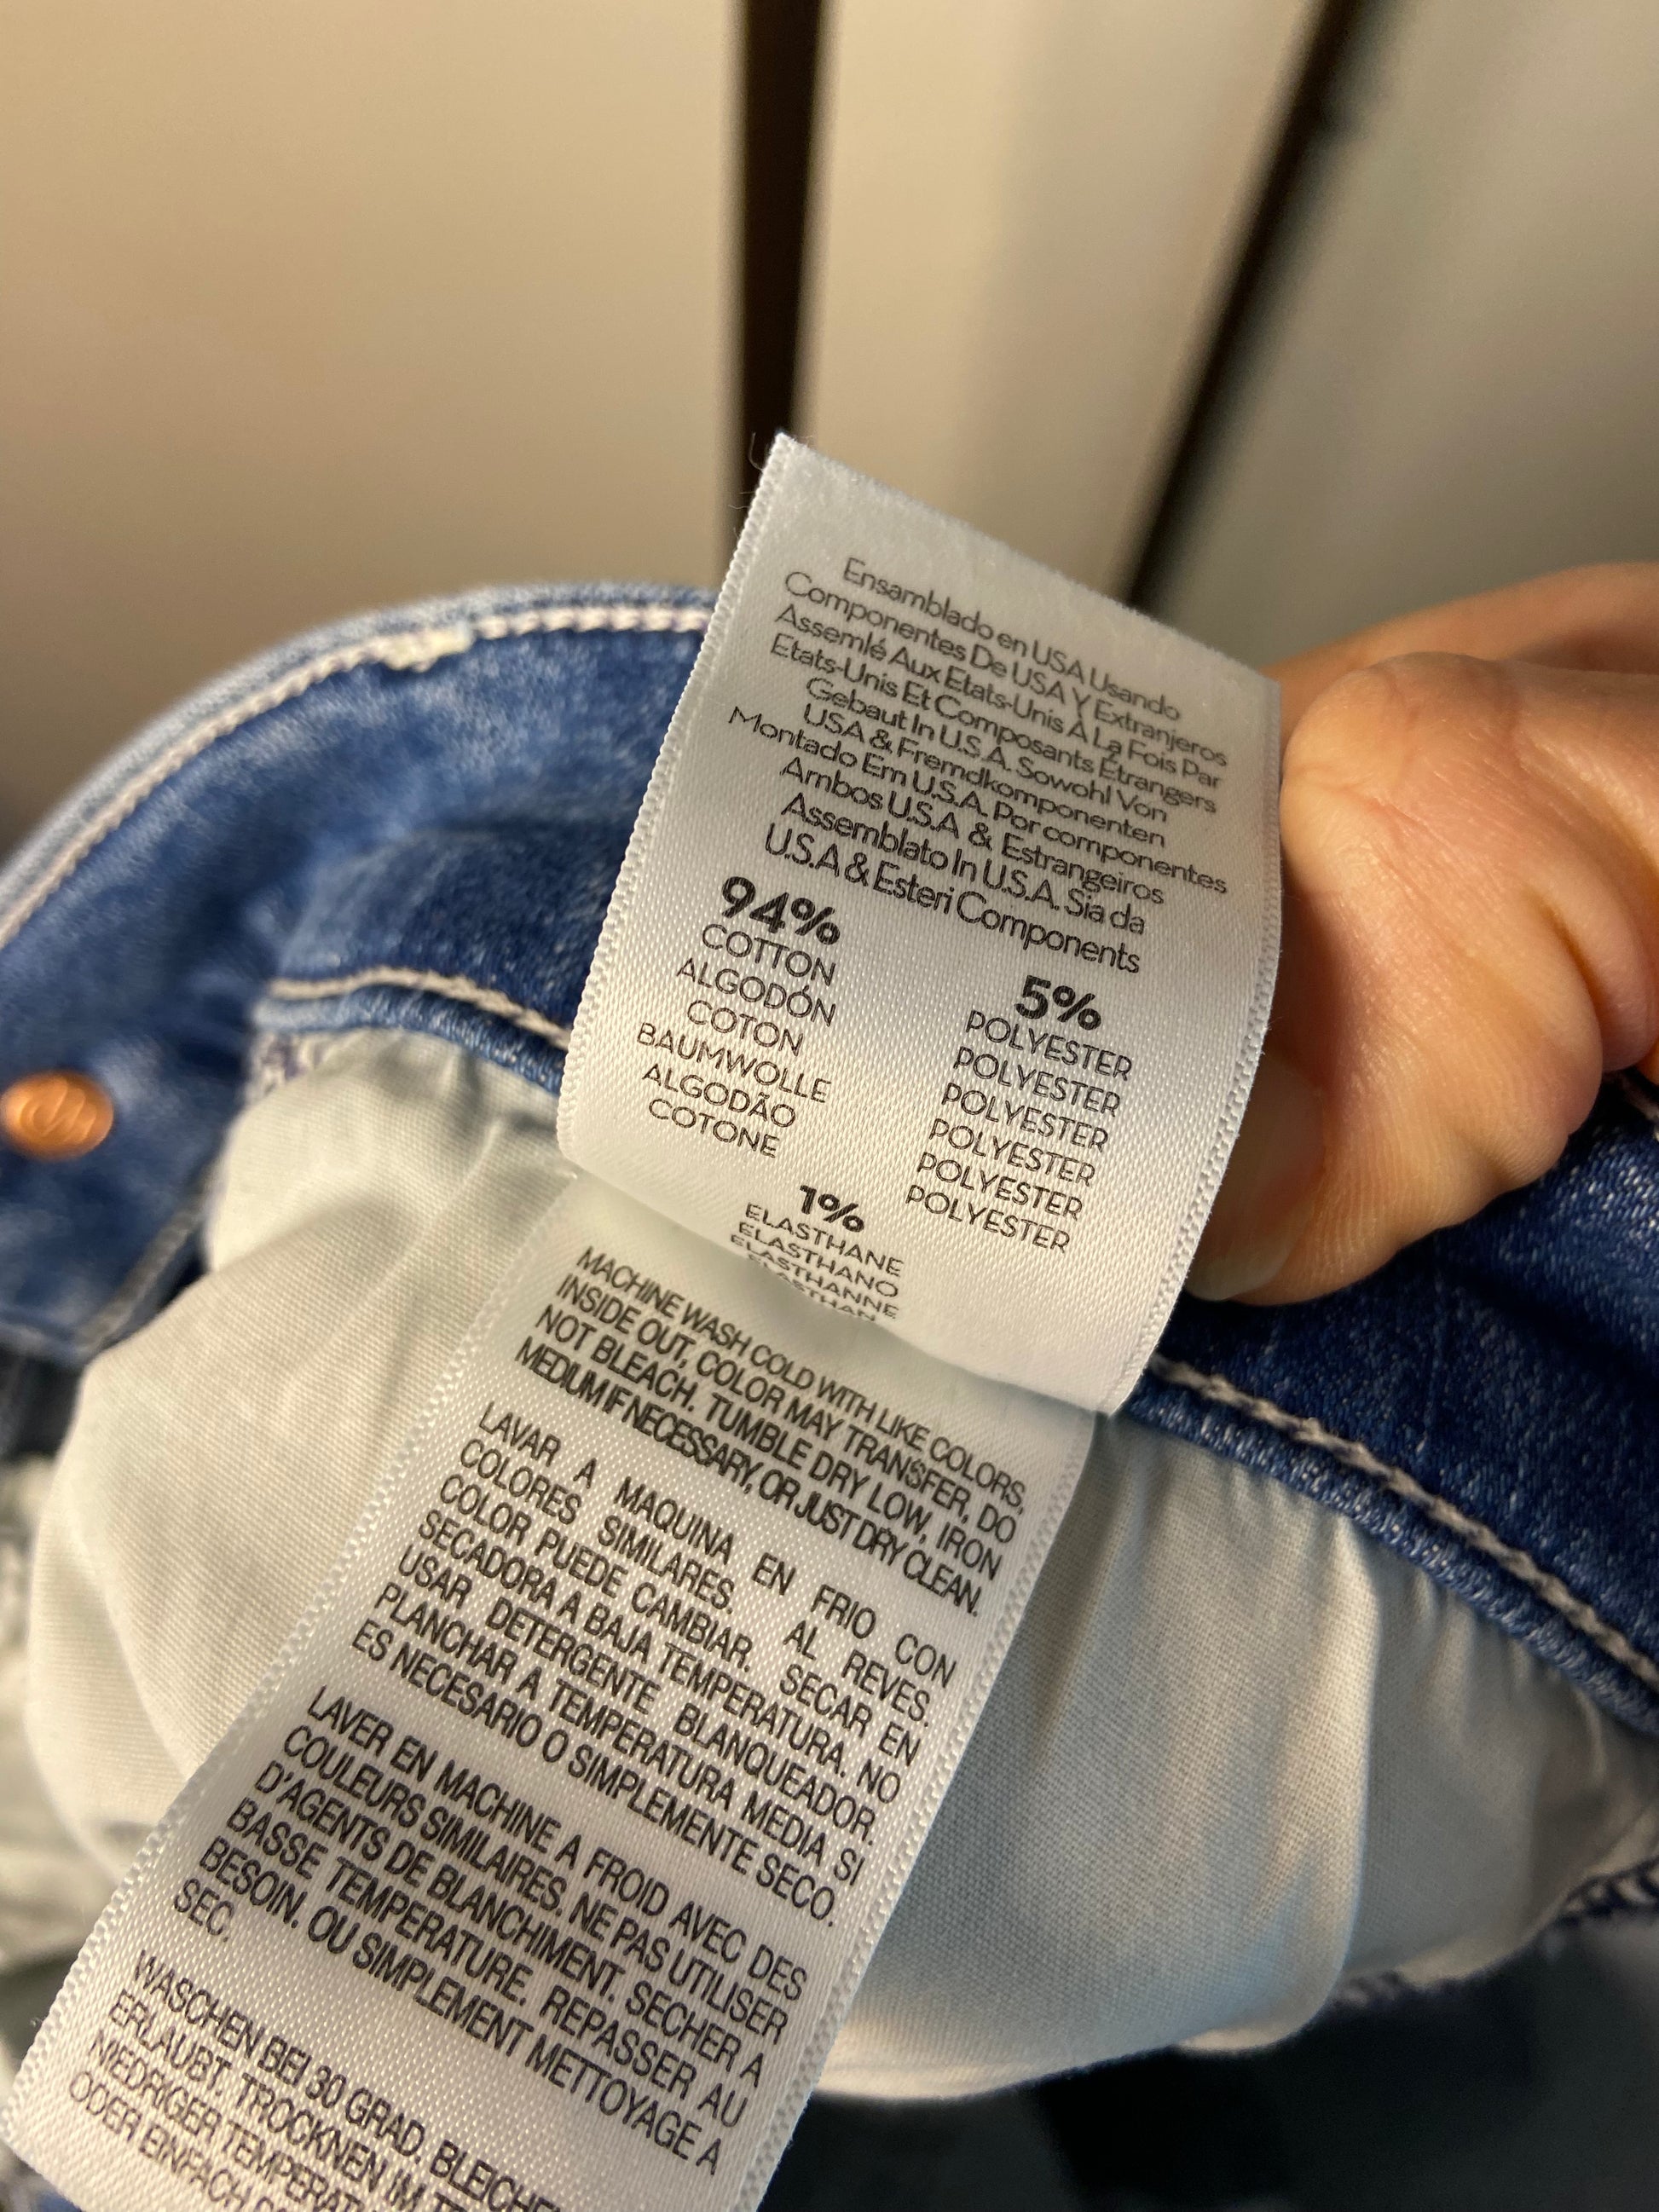 Ensamblado en USA Usando
Componentes De USA Y Extranjeros
Assemlé Aux Etats-Unis À La Fois Par
Etats-Unis Et Composants Étrangers
Gebaut In U.S.A. Sowohl Von
USA & Fremdkomponenten
Montado Em U.S.A. Por componentes
Ambos U.S.A & Estrangeiros
Assemblato In U.S.A. Sia da
U.S.A & Esteri Components
94%
COTTON
ALGODÓN
COTON
BAUMWOLLE
ALGODÃO
COTONE
5%
POLYESTER
POLYESTER
POLYESTER
POLYESTER
POLYESTER
POLYESTER
1%
ELASTHANE
ELASTHANO
ELASTHANNE
MACHINE WASH COLD WITH LIKE COLORS,
INSIDE OUT, COLOR MAY TRANSFER, DO
NOT BLEACH. TUMBLE DRY LOW, IRON
MEDIUM IF NECESSARY, OR JUST DRY CLEAN.
LAVAR A MAQUINA EN FRIO CON
COLORES SIMILARES. AL REVES.
COLOR PUEDE CAMBIAR. SECAR EN
SECADORA A BAJA TEMPERATURA. NO
USAR DETERGENTE BLANQUEADOR.
PLANCHAR A TEMPERATURA MEDIA SI
ES NECESARIO O SIMPLEMENTE SECO.
LAVER EN MACHINE A FROID AVEC DES
COULEURS SIMILAIRES. NE PAS UTILISER
D'AGENTS DE BLANCHIMENT. SECHER A
BASSE TEMPERATURE. REPASSER AU
BESOIN. OU SIMPLEMENT METTOYAGE A
SEC.
WASCHEN BEI 30 GRAD. BLEICHE
ERLAUBT. TROCKNEN IM
NIEDRIGER
ODER EINFACH